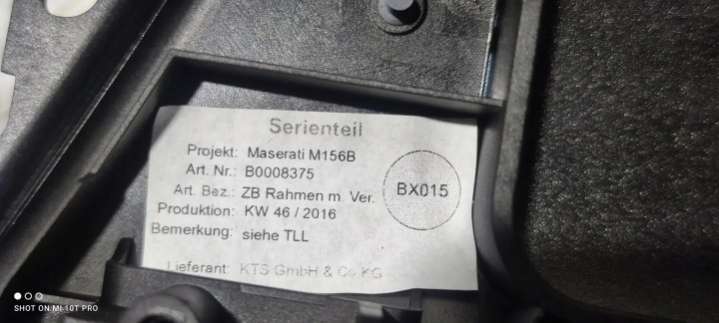 Serienteil
Projekt: Maserati M156B
Art. Nr.: B0008375
Art. Bez.: ZB Rahmen m. Ver.
Produktion: KW 46 / 2016
Bemerkung: siehe TLL
Lieferant: KTS GmbH & Co KG
BX015
SHOT ON MI 10T PRO